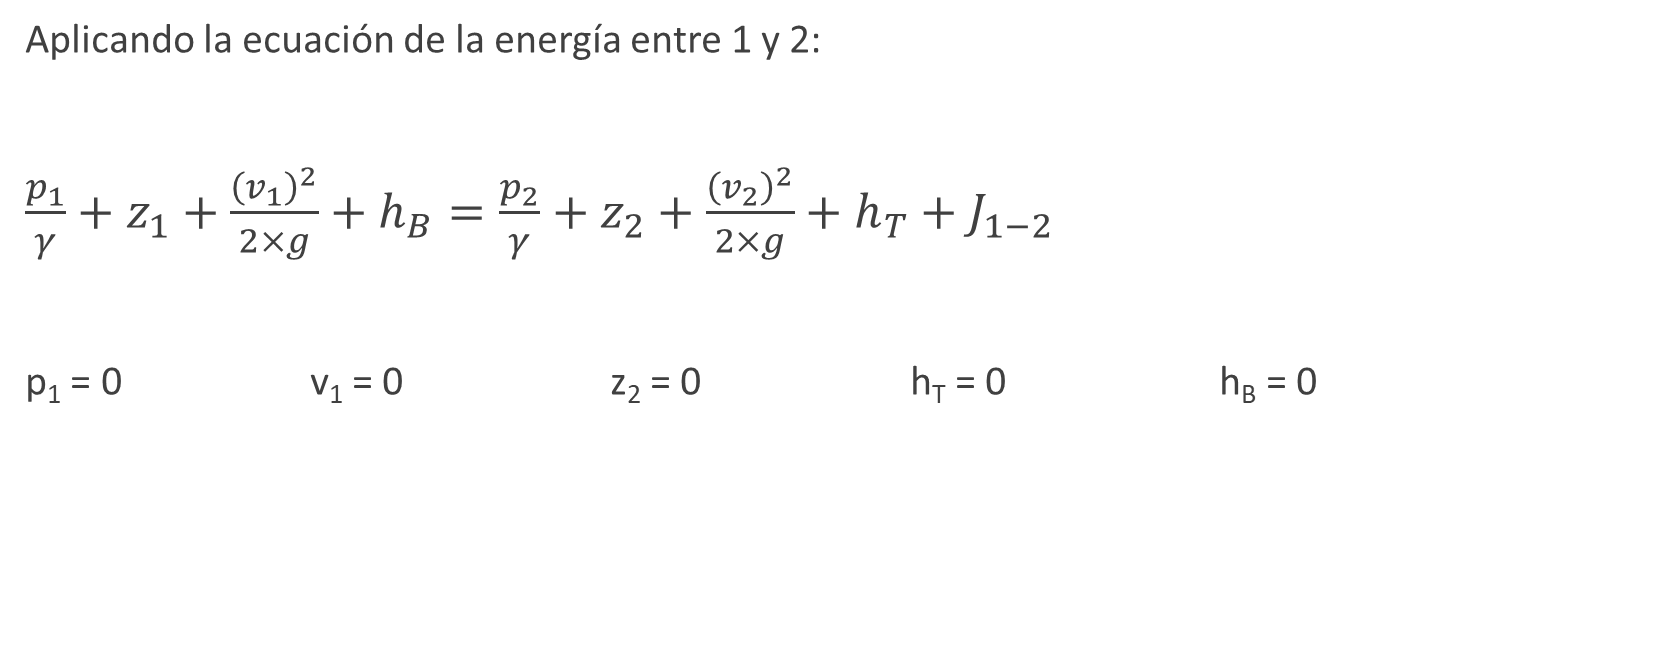 Aplicando la ecuación de la energía entre 1 y 2:
p₁/γ + z₁ + (v₁)²/2×g + h_B = p₂/γ + z₂ + (v₂)²/2×g + h_T + J₁₋₂
p₁ = 0 v₁ = 0 z₂ = 0 h_T = 0 h_B = 0